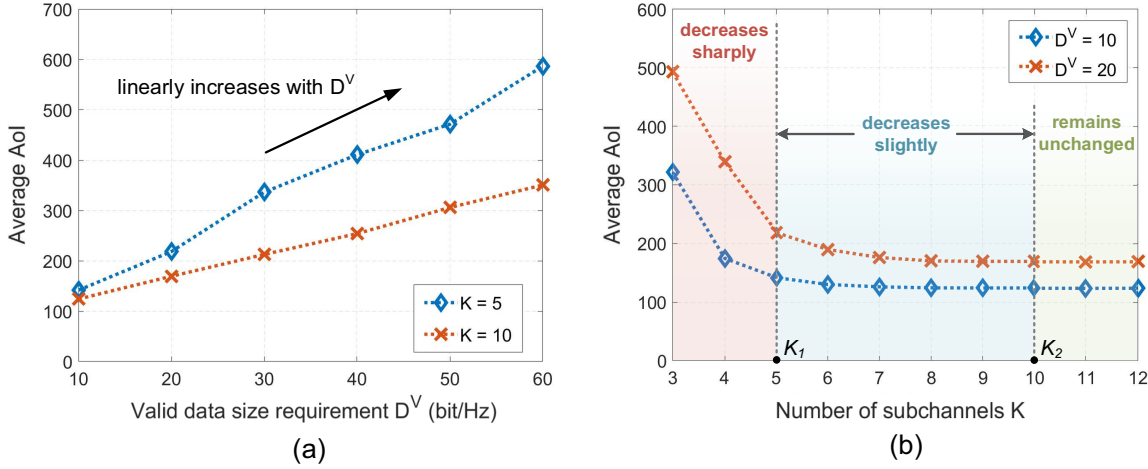 700
600
500
400
300
200
100
0
Average AoI
linearly increases with D^V
K = 5
K = 10
10 20 30 40 50 60
Valid data size requirement D^V (bit/Hz)
(a)
600
500
400
300
200
100
0
Average AoI
decreases
sharply
decreases
slightly
remains
unchanged
D^V = 10
D^V = 20
K_1
K_2
3 4 5 6 7 8 9 10 11 12
Number of subchannels K
(b)